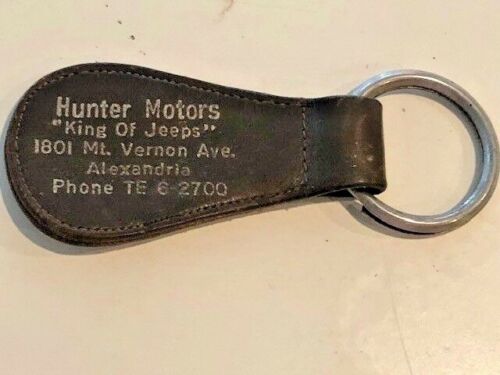 Hunter Motors
"King Of Jeeps"
1801 Mt. Vernon Ave.
Alexandria
Phone TE 6-2700